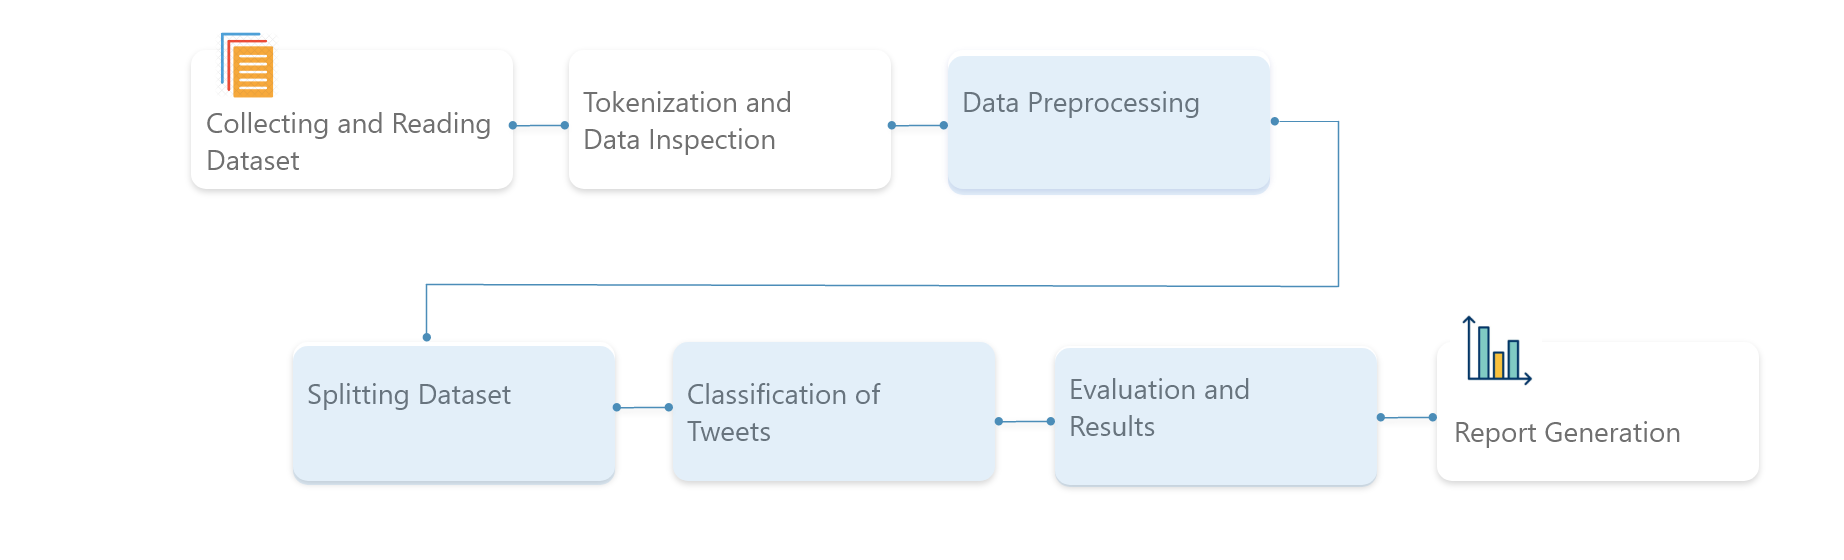 Collecting and Reading
Dataset
Tokenization and
Data Inspection
Data Preprocessing
Splitting Dataset
Classification of
Tweets
Evaluation and
Results
Report Generation